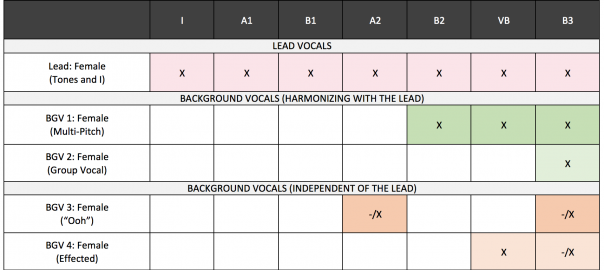 I A1 B1 A2 B2 VB B3
LEAD VOCALS
Lead: Female X X X X X X X
(Tones and I)
BACKGROUND VOCALS (HARMONIZING WITH THE LEAD)
BGV 1: Female X X X
(Multi-Pitch)
BGV 2: Female X
(Group Vocal)
BACKGROUND VOCALS (INDEPENDENT OF THE LEAD)
BGV 3: Female -/X -/X
(“Ooh”)
BGV 4: Female X -/X
(Effected)